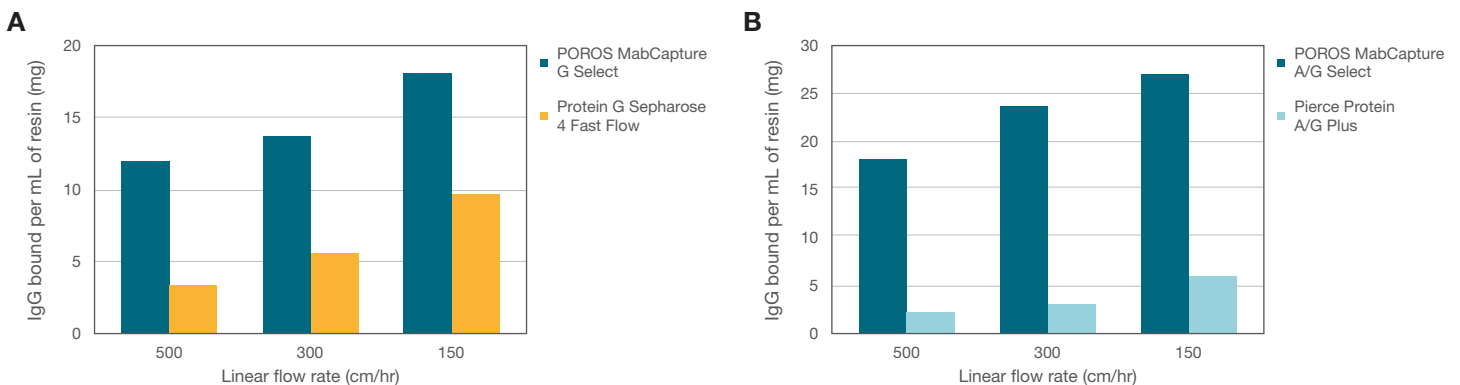 A
IgG bound per mL of resin (mg)
20
15
10
5
0
500
300
150
Linear flow rate (cm/hr)
POROS MabCapture
G Select
Protein G Sepharose
4 Fast Flow
B
IgG bound per mL of resin (mg)
30
25
20
15
10
5
0
500
300
150
Linear flow rate (cm/hr)
POROS MabCapture
A/G Select
Pierce Protein
A/G Plus